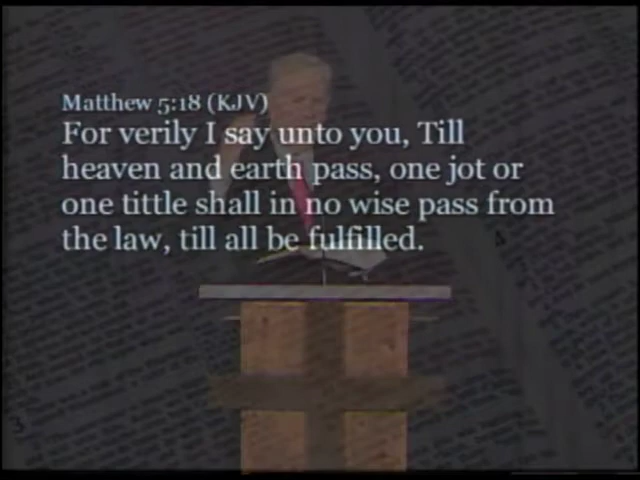 Matthew 5:18 (KJV)
For verily I say unto you, Till
heaven and earth pass, one jot or
one tittle shall in no wise pass from
the law, till all be fulfilled.